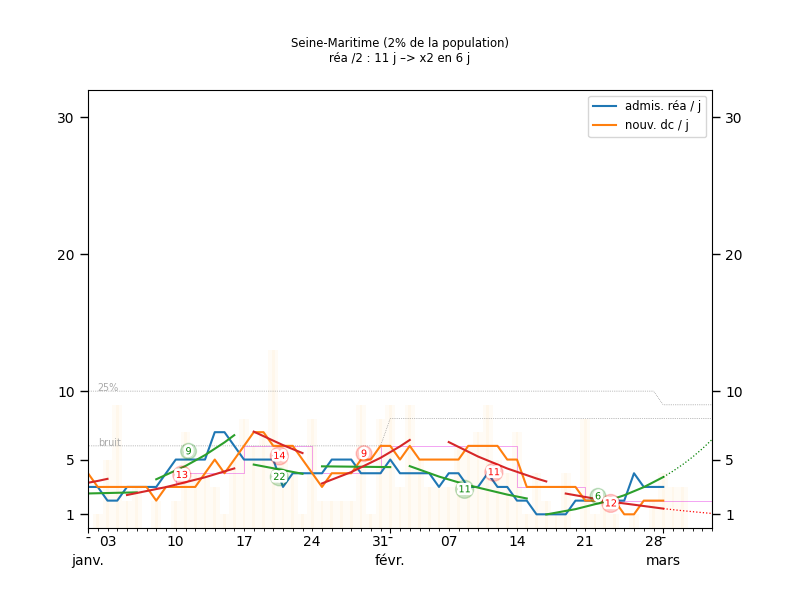 Seine-Maritime (2% de la population)
réa /2 : 11 j –> x2 en 6 j
admis. réa / j
nouv. dc / j
30 30
20 20
10 10
5 5
1 1
25%
bruit
9
13
14
22
9
11
11
6
12
- 03 10 17 24 31- 07 14 21 28-
janv. févr. mars